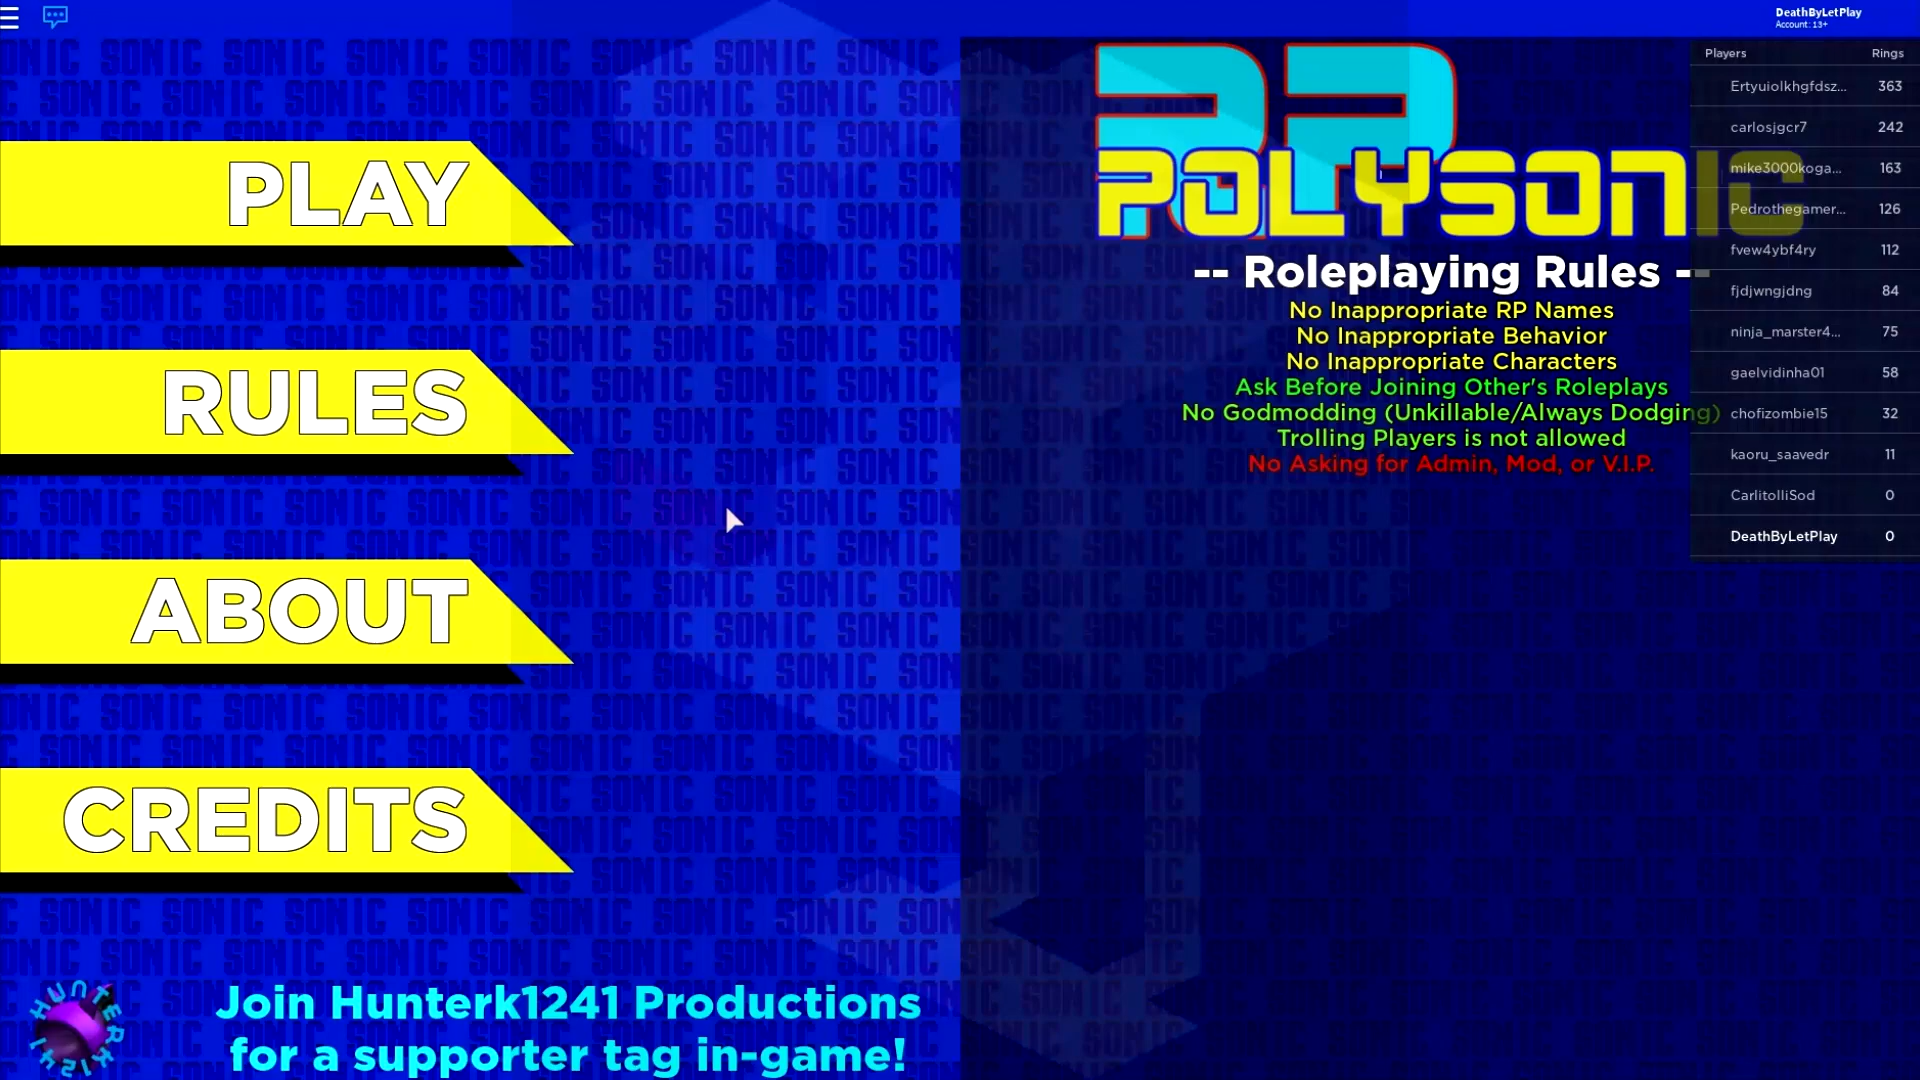 DeathByLetPlay
Account: 13+
PLAY
RULES
ABOUT
CREDITS
Join Hunterk1241 Productions
for a supporter tag in-game!
HUNTERK1241
RP
POLYSONIC
-- Roleplaying Rules --
No Inappropriate RP Names
No Inappropriate Behavior
No Inappropriate Characters
Ask Before Joining Other's Roleplays
No Godmodding (Unkillable/Always Dodging)
Trolling Players is not allowed
No Asking for Admin, Mod, or V.I.P.
Players Rings
Ertyuiolkhgfdsz... 363
carlosjgcr7 242
mike3000koga... 163
Pedrothegamer... 126
fvew4ybf4ry 112
fjdjwngjdng 84
ninja_marster4... 75
gaelvidinha01 58
chofizombie15 32
kaoru_saavedr 11
CarlitolliSod 0
DeathByLetPlay 0
SONIC